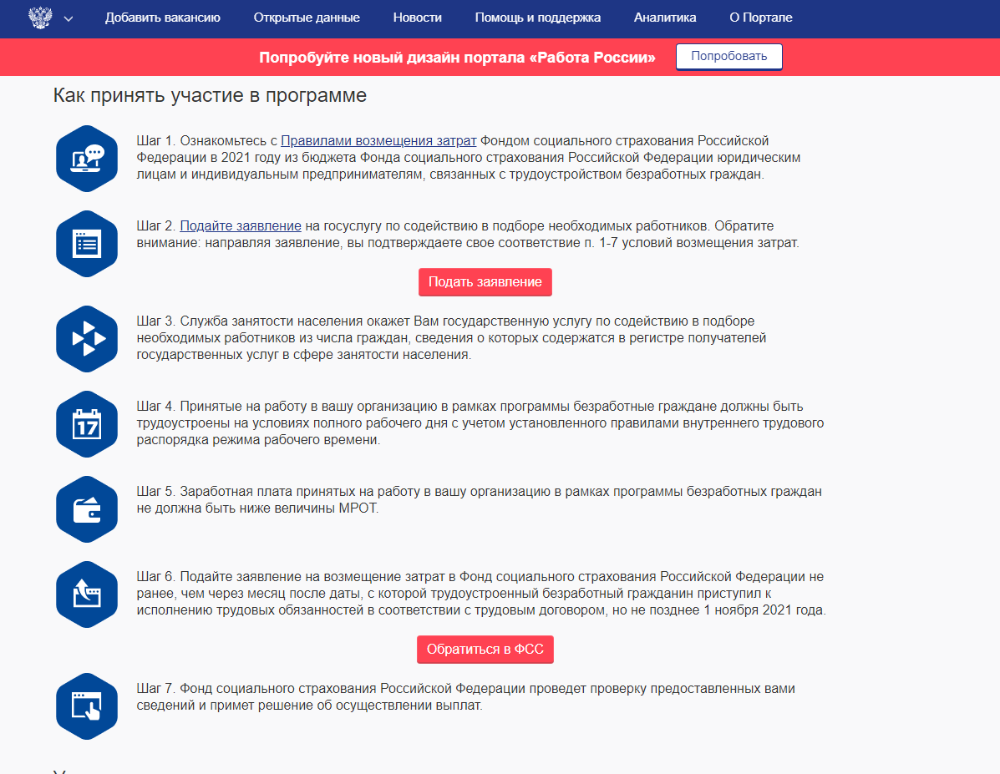 Добавить вакансию Открытые данные Новости Помощь и поддержка Аналитика О Портале
Попробуйте новый дизайн портала «Работа России» Попробовать
Как принять участие в программе
Шаг 1. Ознакомьтесь с Правилами возмещения затрат Фондом социального страхования Российской
Федерации в 2021 году из бюджета Фонда социального страхования Российской Федерации юридическим
лицам и индивидуальным предпринимателям, связанных с трудоустройством безработных граждан.
Шаг 2. Подайте заявление на госуслугу по содействию в подборе необходимых работников. Обратите
внимание: направляя заявление, вы подтверждаете свое соответствие п. 1-7 условий возмещения затрат.
Подать заявление
Шаг 3. Служба занятости населения окажет Вам государственную услугу по содействию в подборе
необходимых работников из числа граждан, сведения о которых содержатся в регистре получателей
государственных услуг в сфере занятости населения.
17
Шаг 4. Принятые на работу в вашу организацию в рамках программы безработные граждане должны быть
трудоустроены на условиях полного рабочего дня с учетом установленного правилами внутреннего трудового
распорядка режима рабочего времени.
Шаг 5. Заработная плата принятых на работу в вашу организацию в рамках программы безработных граждан
не должна быть ниже величины МРОТ.
Шаг 6. Подайте заявление на возмещение затрат в Фонд социального страхования Российской Федерации не
ранее, чем через месяц после даты, с которой трудоустроенный безработный гражданин приступил к
исполнению трудовых обязанностей в соответствии с трудовым договором, но не позднее 1 ноября 2021 года.
Обратиться в ФСС
Шаг 7. Фонд социального страхования Российской Федерации проведет проверку предоставленных вами
сведений и примет решение об осуществлении выплат.